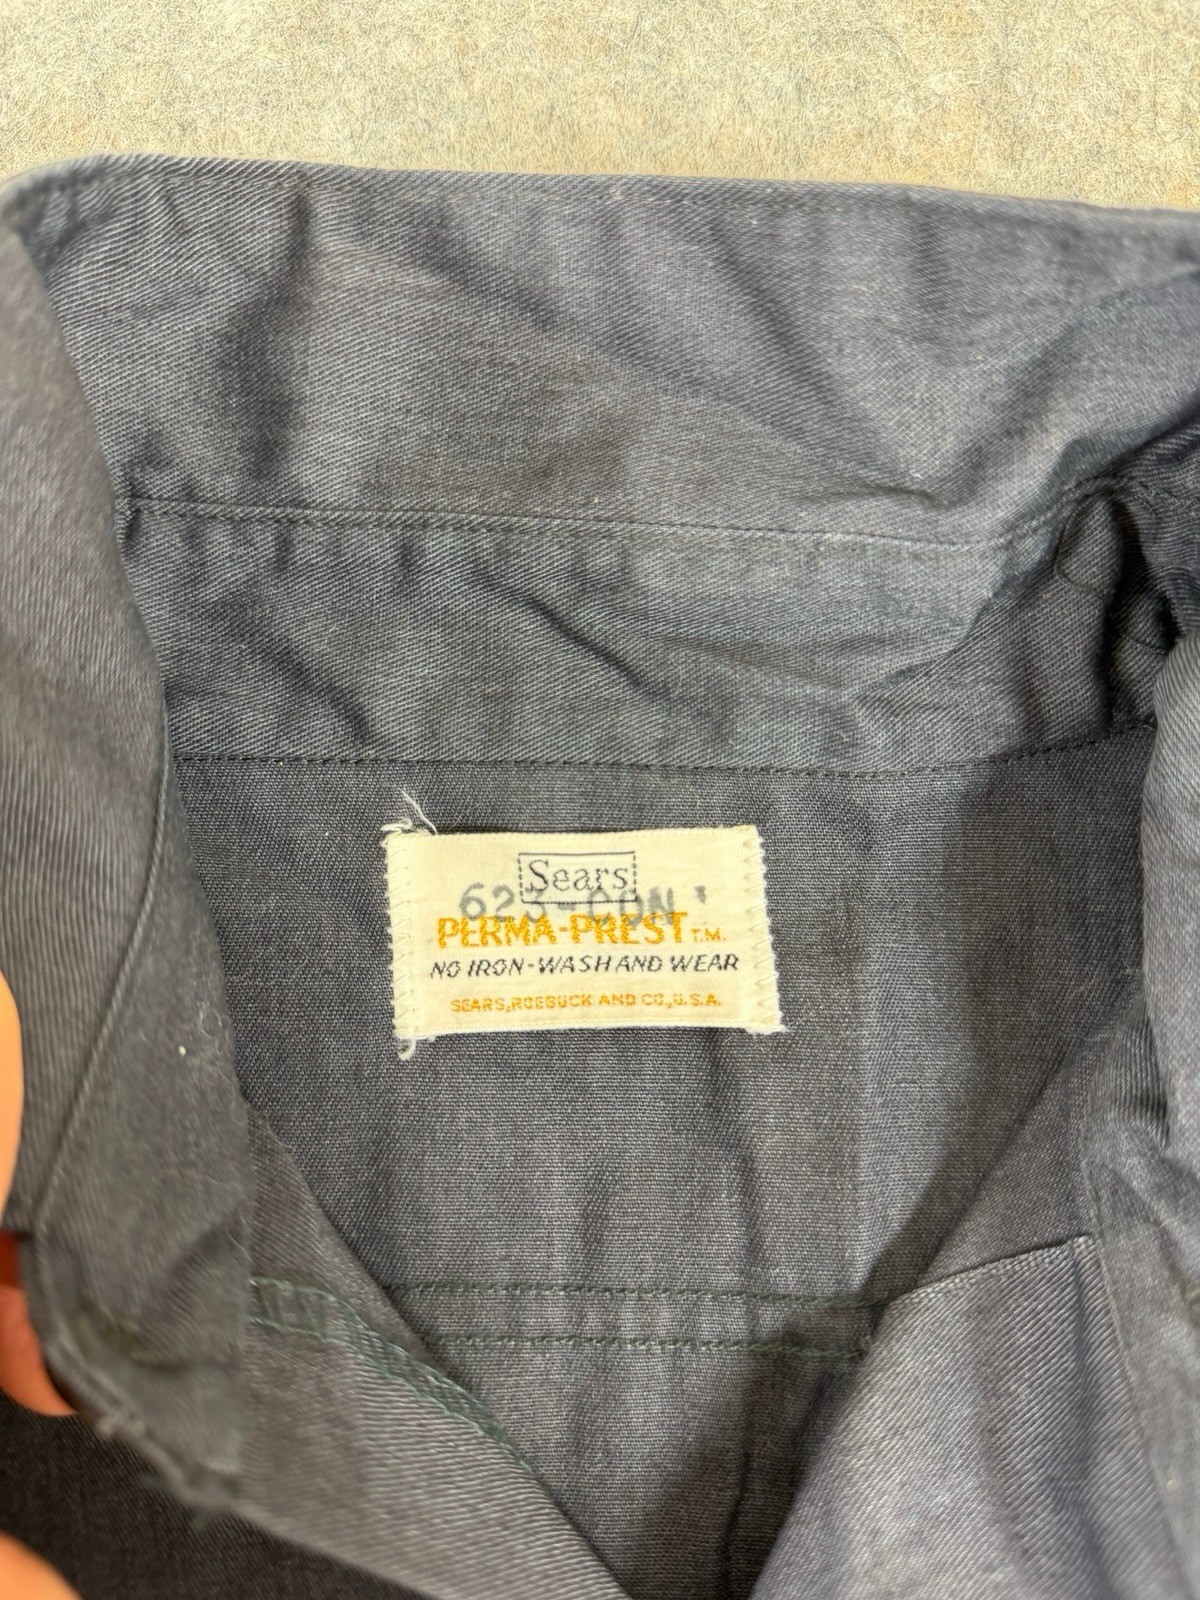 Sears
PERMA-PREST T.M.
NO IRON-WASH AND WEAR
SEARS, ROEBUCK AND CO., U.S.A.